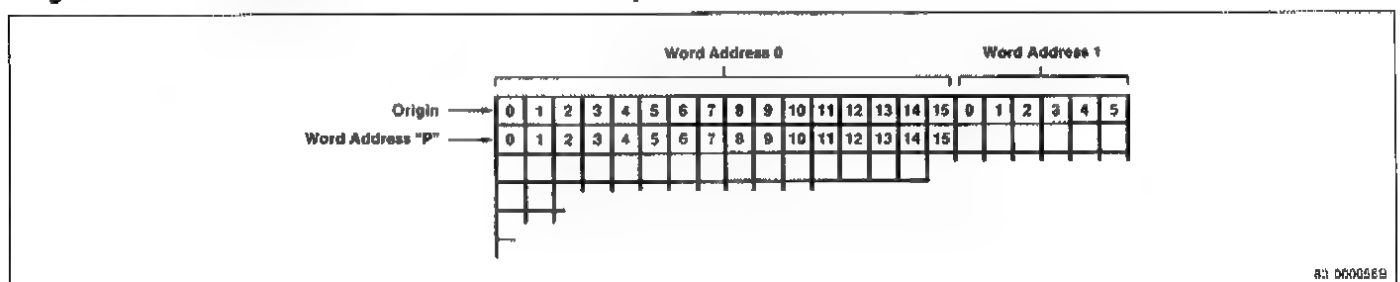 Word Address 0 Word Address 1
Origin 0 1 2 3 4 5 6 7 8 9 10 11 12 13 14 15 0 1 2 3 4 5
Word Address "P" 0 1 2 3 4 5 6 7 8 9 10 11 12 13 14 15